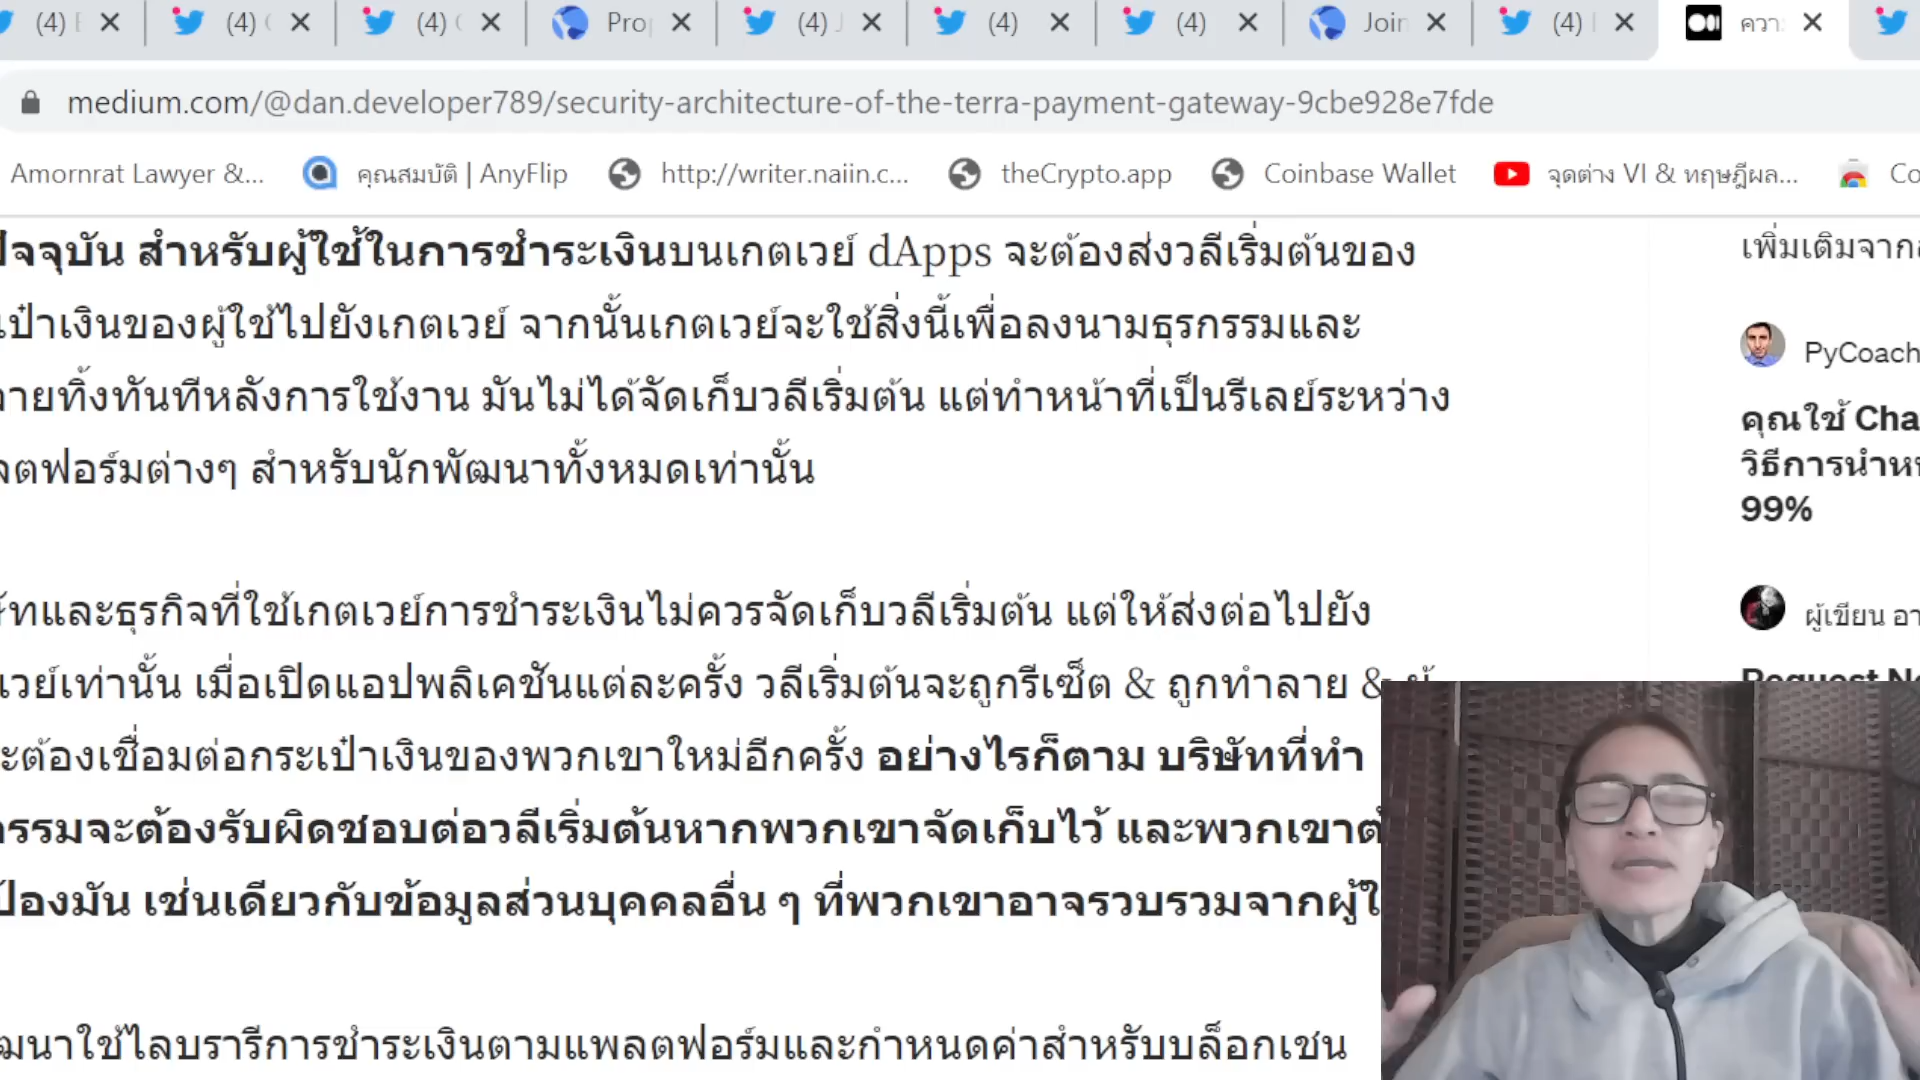 (4) (4) (4) Pro (4) J (4) (4) Join (4) ความ
medium.com/@dan.developer789/security-architecture-of-the-terra-payment-gateway-9cbe928e7fde
Amornrat Lawyer &... คุณสมบัติ | AnyFlip http://writer.naiin.c... theCrypto.app Coinbase Wallet จุดต่าง VI & ทฤษฎีผล... Co
ปัจจุบัน สำหรับผู้ใช้ในการชำระเงินบนเกตเวย์ dApps จะต้องส่งวลีเริ่มต้นของ
เป๋าเงินของผู้ใช้ไปยังเกตเวย์ จากนั้นเกตเวย์จะใช้สิ่งนี้เพื่อลงนามธุรกรรมและ
ายทิ้งทันทีหลังการใช้งาน มันไม่ได้จัดเก็บวลีเริ่มต้น แต่ทำหน้าที่เป็นรีเลย์ระหว่าง
ลตฟอร์มต่างๆ สำหรับนักพัฒนาทั้งหมดเท่านั้น
ษัทและธุรกิจที่ใช้เกตเวย์การชำระเงินไม่ควรจัดเก็บวลีเริ่มต้น แต่ให้ส่งต่อไปยัง
เวย์เท่านั้น เมื่อเปิดแอปพลิเคชันแต่ละครั้ง วลีเริ่มต้นจะถูกรีเซ็ต & ถูกทำลาย &
ะต้องเชื่อมต่อกระเป๋าเงินของพวกเขาใหม่อีกครั้ง อย่างไรก็ตาม บริษัทที่ทำ
รรมจะต้องรับผิดชอบต่อวลีเริ่มต้นหากพวกเขาจัดเก็บไว้ และพวกเขาต้
ป้องมัน เช่นเดียวกับข้อมูลส่วนบุคคลอื่น ๆ ที่พวกเขาอาจรวบรวมจากผู้ใ
ฒนาใช้ไลบรารีการชำระเงินตามแพลตฟอร์มและกำหนดค่าสำหรับบล็อกเชน
เพิ่มเติมจาก
PyCoach
คุณใช้ Cha
วิธีการนำห
99%
ผู้เขียน อา
Request Ne